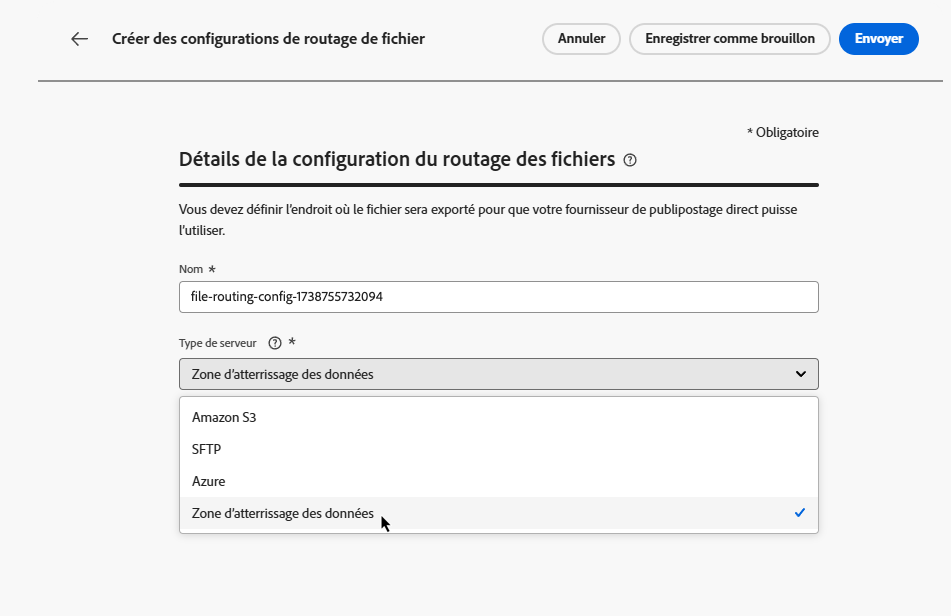 Créer des configurations de routage de fichier
Annuler
Enregistrer comme brouillon
Envoyer
* Obligatoire
Détails de la configuration du routage des fichiers
Vous devez définir l'endroit où le fichier sera exporté pour que votre fournisseur de publipostage direct puisse
l'utiliser.
Nom *
file-routing-config-1738755732094
Type de serveur *
Zone d'atterrissage des données
Amazon S3
SFTP
Azure
Zone d'atterrissage des données